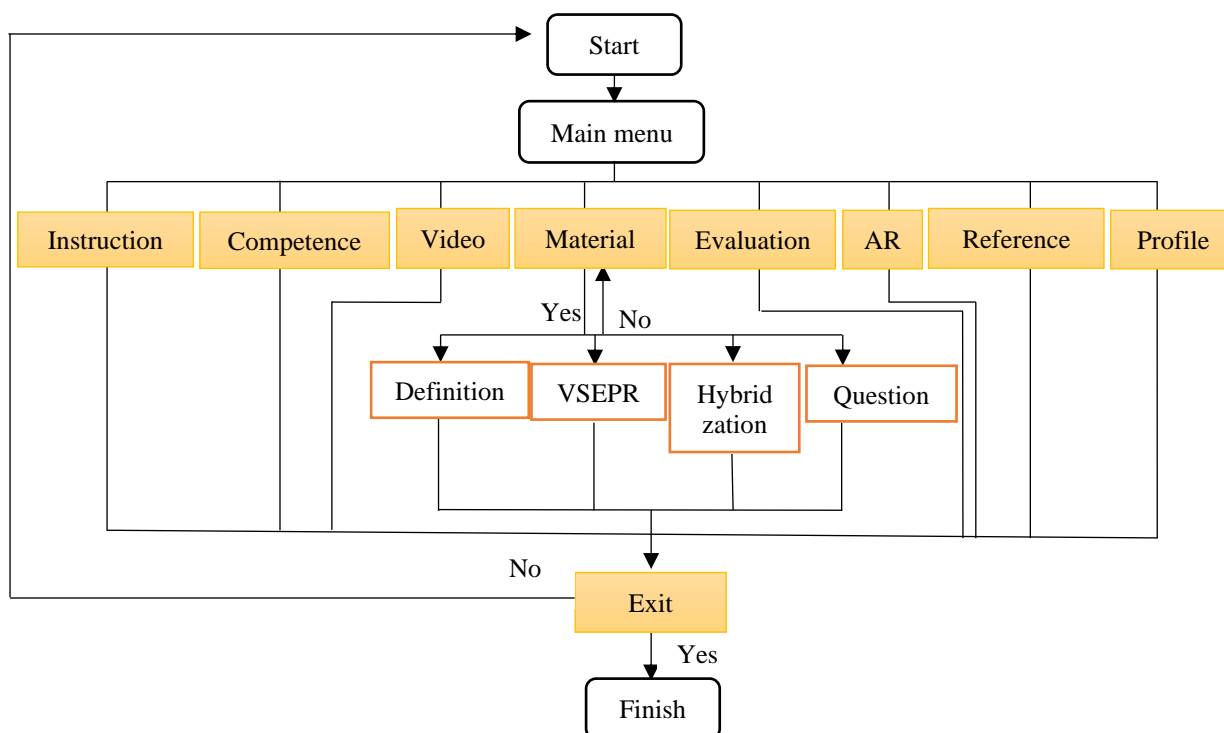 Start
Main menu
Instruction
Competence
Video
Material
Evaluation
AR
Reference
Profile
Yes
No
Definition
VSEPR
Hybrid
zation
Question
No
Exit
Yes
Finish